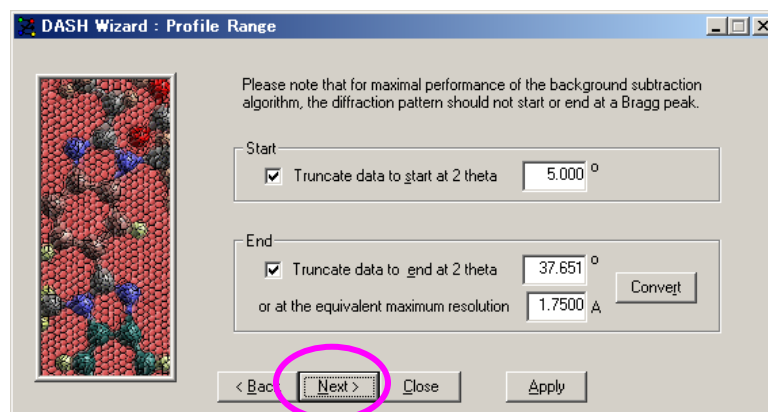 DASH Wizard : Profile Range
Please note that for maximal performance of the background subtraction
algorithm, the diffraction pattern should not start or end at a Bragg peak.
Start
Truncate data to start at 2 theta 5.000 o
End
Truncate data to end at 2 theta 37.651 o
or at the equivalent maximum resolution 1.7500 A
Convert
< Bac Next > Close Apply